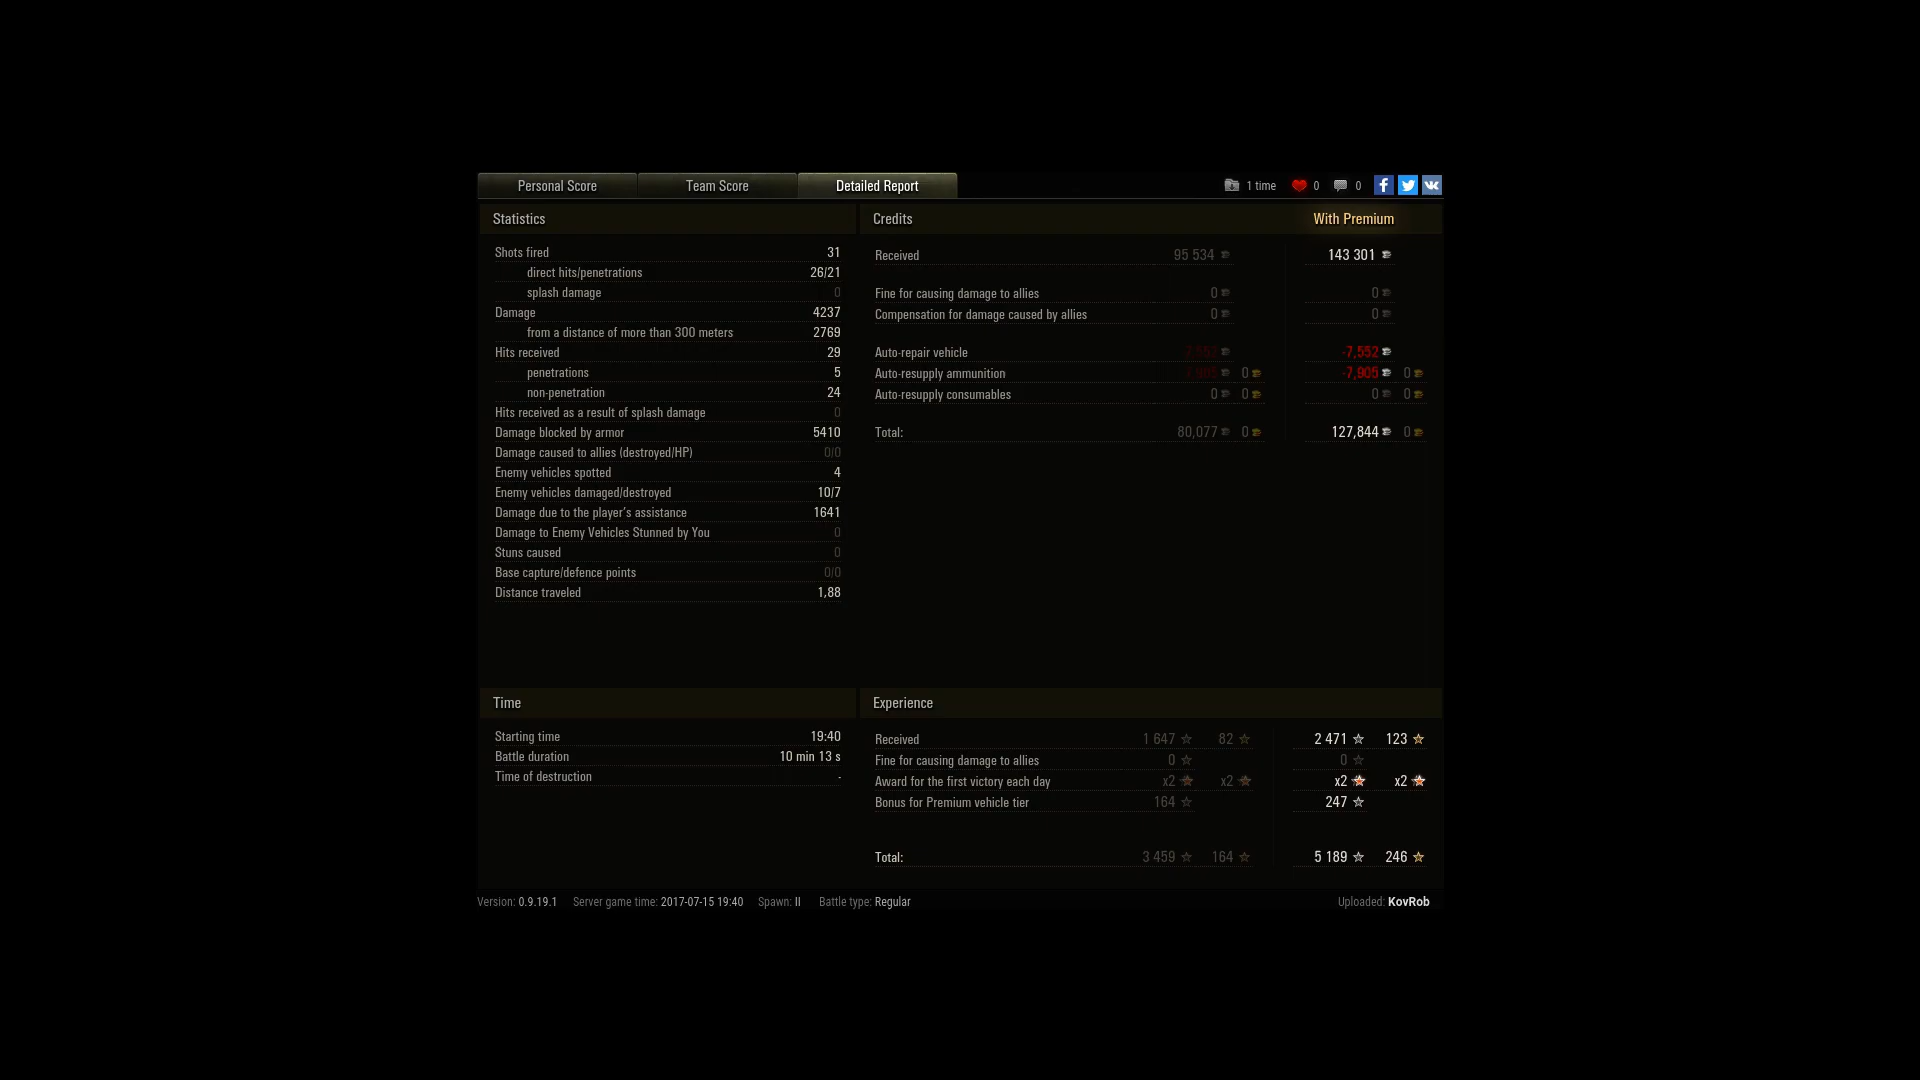 Personal Score Team Score Detailed Report 1 time 0 0
Statistics
Shots fired 31
direct hits/penetrations 26/21
splash damage 0
Damage 4237
from a distance of more than 300 meters 2769
Hits received 29
penetrations 5
non-penetration 24
Hits received as a result of splash damage 0
Damage blocked by armor 5410
Damage caused to allies (destroyed/HP) 0/0
Enemy vehicles spotted 4
Enemy vehicles damaged/destroyed 10/7
Damage due to the player's assistance 1641
Damage to Enemy Vehicles Stunned by You 0
Stuns caused 0
Base capture/defence points 0/0
Distance traveled 1,88
Credits With Premium
Received 95 534 143 301
Fine for causing damage to allies 0 0
Compensation for damage caused by allies 0 0
Auto-repair vehicle -7,552 -7,552
Auto-resupply ammunition -7,905 0 -7,905 0
Auto-resupply consumables 0 0 0 0
Total: 80,077 0 127,844 0
Time
Starting time 19:40
Battle duration 10 min 13 s
Time of destruction -
Experience
Received 1 647 82 2 471 123
Fine for causing damage to allies 0 0
Award for the first victory each day x2 x2 x2 x2
Bonus for Premium vehicle tier 164 247
Total: 3 459 164 5 189 246
Version: 0.9.19.1 Server game time: 2017-07-15 19:40 Spawn: II Battle type: Regular Uploaded: KovRob